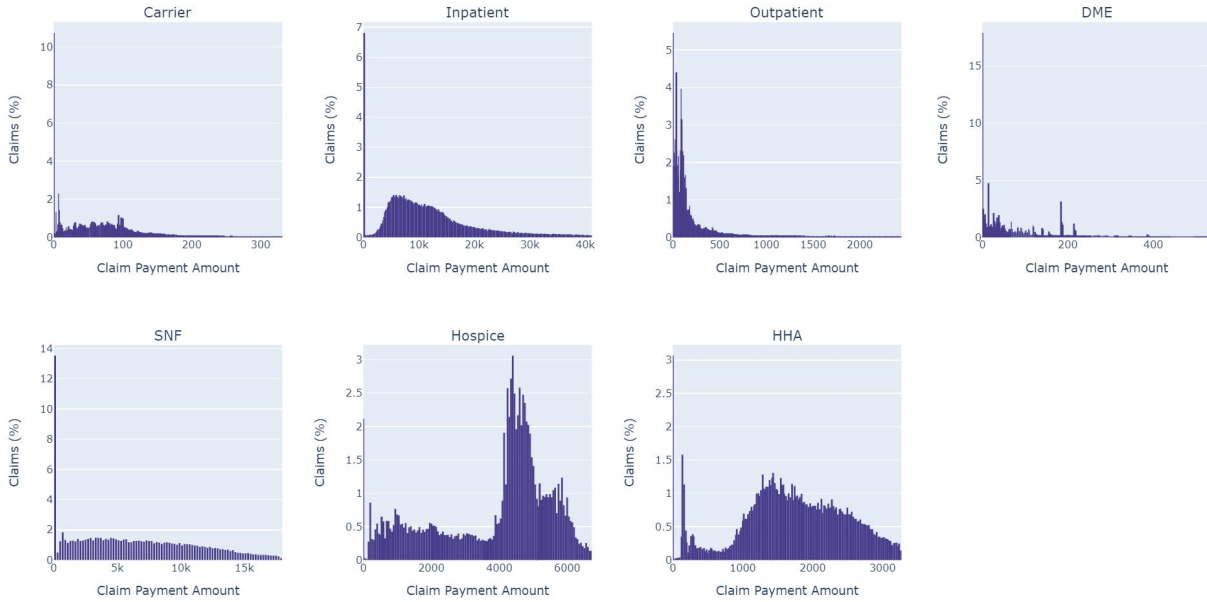 Carrier
Inpatient
Outpatient
DME
Claims (%)
10
8
6
4
2
0
0
100
200
300
Claim Payment Amount
Claims (%)
7
6
5
4
3
2
1
0
0
10k
20k
30k
40k
Claim Payment Amount
Claims (%)
5
4
3
2
1
0
0
500
1000
1500
2000
Claim Payment Amount
Claims (%)
15
10
5
0
0
200
400
Claim Payment Amount
SNF
Hospice
HHA
Claims (%)
14
12
10
8
6
4
2
0
5k
10k
15k
Claim Payment Amount
Claims (%)
3
2.5
2
1.5
1
0.5
0
0
2000
4000
6000
Claim Payment Amount
Claims (%)
3
2.5
2
1.5
1
0.5
0
0
1000
2000
3000
Claim Payment Amount